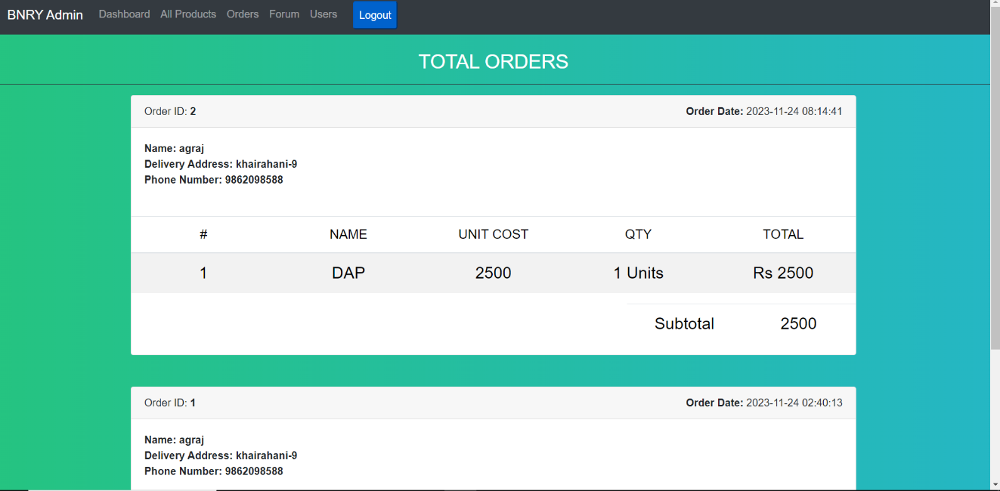 BNRY Admin Dashboard All Products Orders Forum Users Logout
TOTAL ORDERS
Order ID: 2 Order Date: 2023-11-24 08:14:41
Name: agraj
Delivery Address: khairahani-9
Phone Number: 9862098588
# NAME UNIT COST QTY TOTAL
1 DAP 2500 1 Units Rs 2500
Subtotal 2500
Order ID: 1 Order Date: 2023-11-24 02:40:13
Name: agraj
Delivery Address: khairahani-9
Phone Number: 9862098588